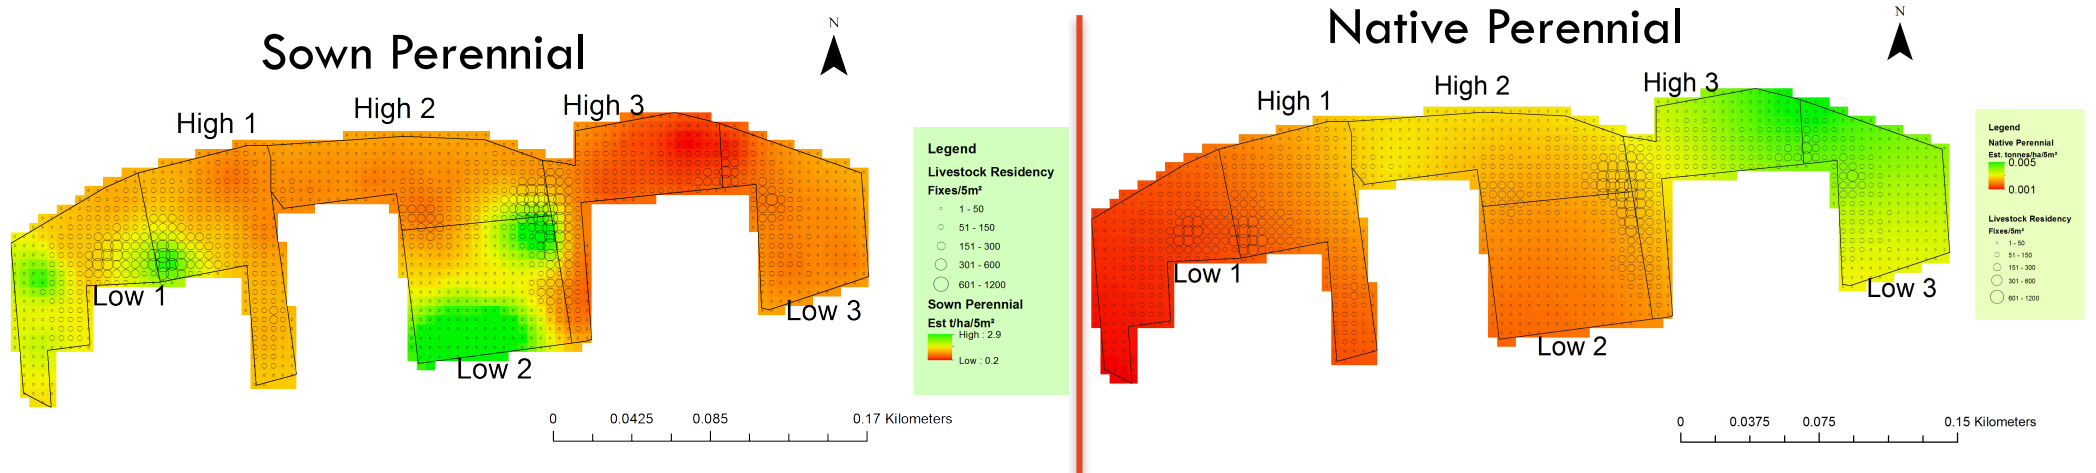 Sown Perennial
N
High 1
High 2
High 3
Low 1
Low 2
Low 3
Legend
Livestock Residency
Fixes/5m²
1 - 50
51 - 150
151 - 300
301 - 600
601 - 1200
Sown Perennial
Est t/ha/5m²
High : 2.9
Low : 0.2
0 0.0425 0.085 0.17 Kilometers
Native Perennial
N
High 1
High 2
High 3
Low 1
Low 2
Low 3
Legend
Native Perennial
Est. tonnes/ha/5m²
0.005
0.001
Livestock Residency
Fixes/5m²
1 - 50
51 - 150
151 - 300
301 - 600
601 - 1200
0 0.0375 0.075 0.15 Kilometers